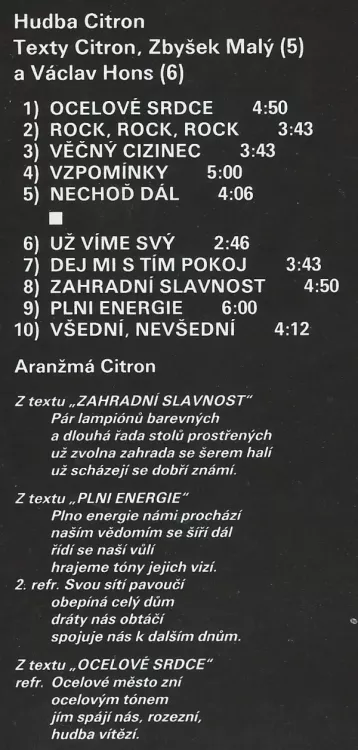 Hudba Citron
Texty Citron, Zbyšek Malý (5)
a Václav Hons (6)
1) OCELOVÉ SRDCE 4:50
2) ROCK, ROCK, ROCK 3:43
3) VĚČNÝ CIZINEC 3:43
4) VZPOMÍNKY 5:00
5) NECHOĎ DÁL 4:06
6) UŽ VÍME SVÝ 2:46
7) DEJ MI S TÍM POKOJ 3:43
8) ZAHRADNÍ SLAVNOST 4:50
9) PLNI ENERGIE 6:00
10) VŠEDNÍ, NEVŠEDNÍ 4:12
Aranžmá Citron
Z textu „ZAHRADNÍ SLAVNOST"
Pár lampiónů barevných
a dlouhá řada stolů prostřených
už zvolna zahrada se šerem halí
už scházejí se dobří známí.
Z textu „PLNI ENERGIE"
Plno energie námi prochází
naším vědomím se šíří dál
řídí se naší vůlí
hrajeme tóny jejich vizí.
2. refr. Svou sítí pavoučí
obepíná celý dům
dráty nás obtáčí
spojuje nás k dalším dnům.
Z textu „OCELOVÉ SRDCE"
refr. Ocelové město zní
ocelovým tónem
jím spájí nás, rozezní,
hudba vítězí.